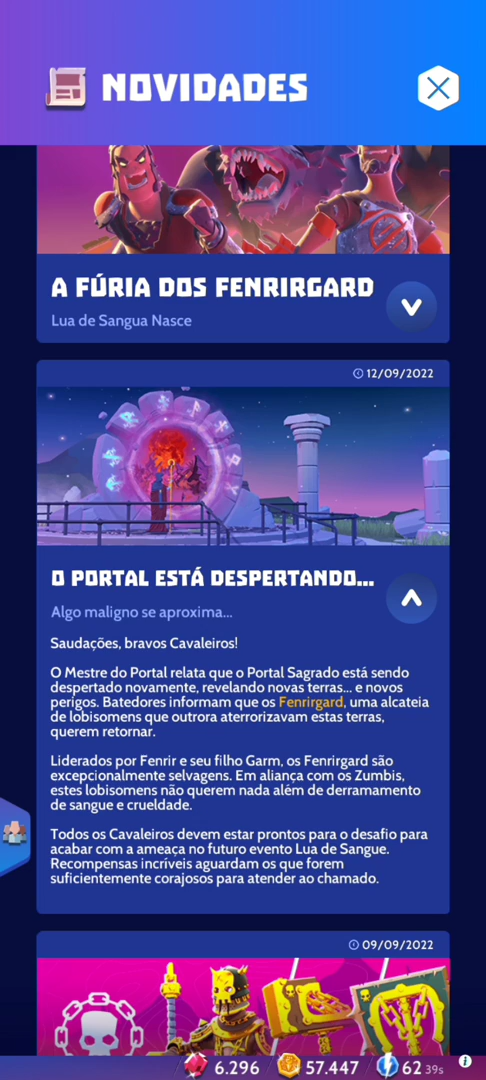 NOVIDADES
A FÚRIA DOS FENRIRGARD
Lua de Sangua Nasce
12/09/2022
O PORTAL ESTÁ DESPERTANDO...
Algo maligno se aproxima...
Saudações, bravos Cavaleiros!
O Mestre do Portal relata que o Portal Sagrado está sendo
despertado novamente, revelando novas terras... e novos
perigos. Batedores informam que os Fenrirgard, uma alcateia
de lobisomens que outrora aterrorizavam estas terras,
querem retornar.
Liderados por Fenrir e seu filho Garm, os Fenrirgard são
excepcionalmente selvagens. Em aliança com os Zumbis,
estes lobisomens não querem nada além de derramamento
de sangue e crueldade.
Todos os Cavaleiros devem estar prontos para o desafio para
acabar com a ameaça no futuro evento Lua de Sangue.
Recompensas incríveis aguardam os que forem
suficientemente corajosos para atender ao chamado.
09/09/2022
6.296 57.447 62 39s i